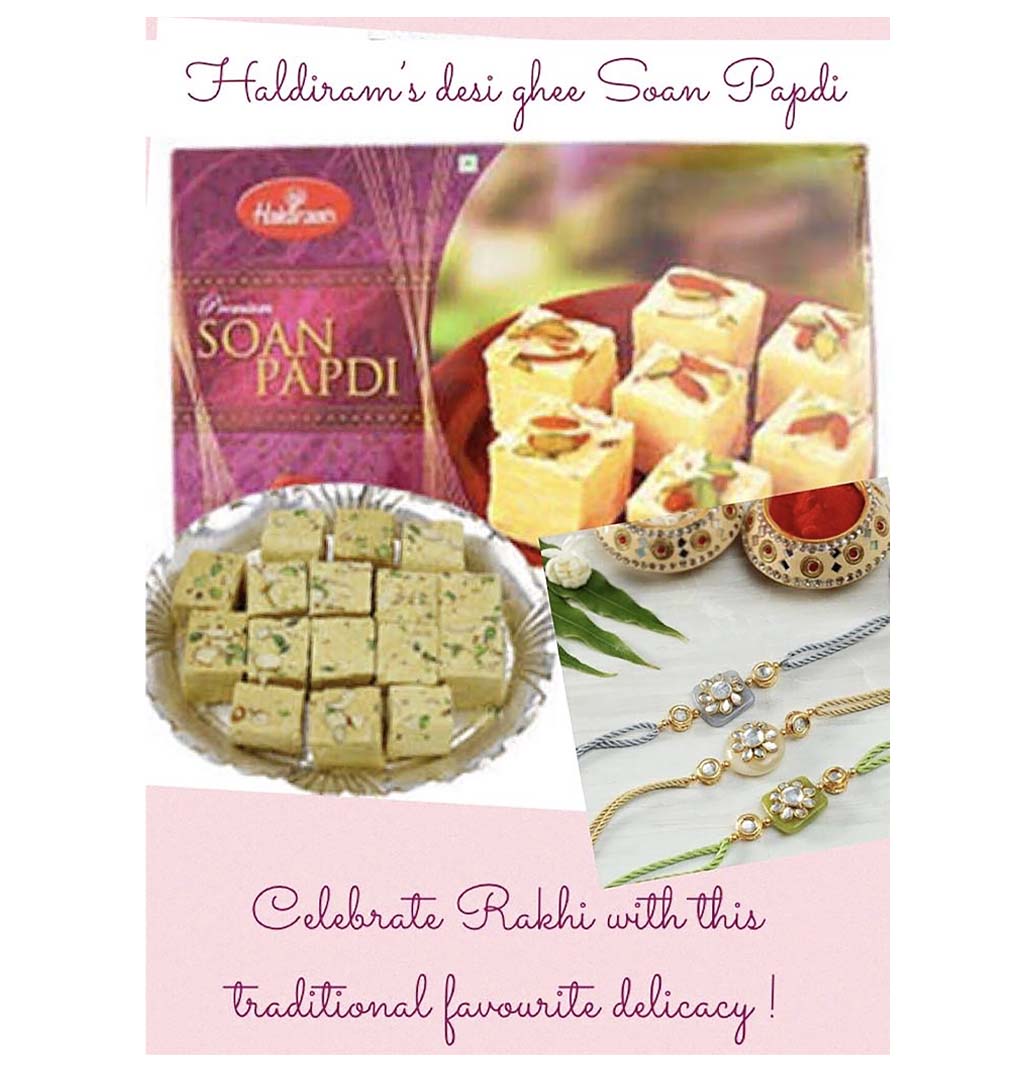 Haldiram's desi ghee Soan Papdi
Haldiram's
Premium
SOAN
PAPDI
Celebrate Rakhi with this
traditional favourite delicacy !